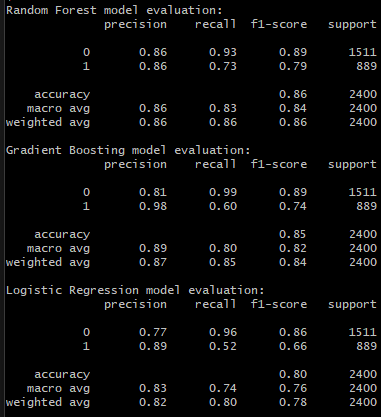 Random Forest model evaluation:
precision recall f1-score support
0 0.86 0.93 0.89 1511
1 0.86 0.73 0.79 889
accuracy 0.86 2400
macro avg 0.86 0.83 0.84 2400
weighted avg 0.86 0.86 0.86 2400
Gradient Boosting model evaluation:
precision recall f1-score support
0 0.81 0.99 0.89 1511
1 0.98 0.60 0.74 889
accuracy 0.85 2400
macro avg 0.89 0.80 0.82 2400
weighted avg 0.87 0.85 0.84 2400
Logistic Regression model evaluation:
precision recall f1-score support
0 0.77 0.96 0.86 1511
1 0.89 0.52 0.66 889
accuracy 0.80 2400
macro avg 0.83 0.74 0.76 2400
weighted avg 0.82 0.80 0.78 2400